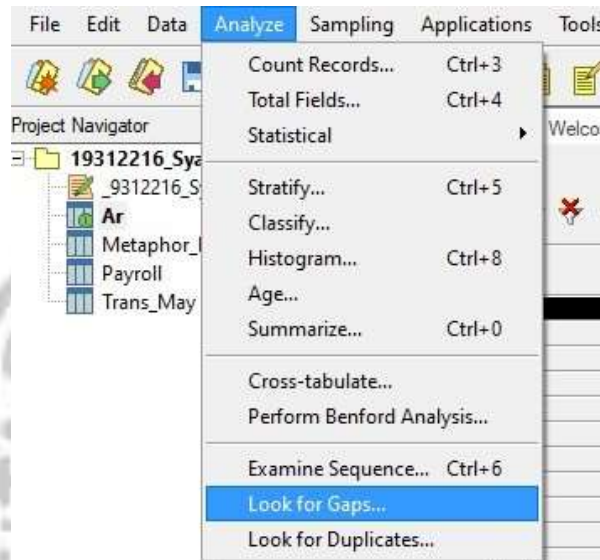 File Edit Data Analyze Sampling Applications Tools
Project Navigator
19312216_Sya
_9312216_S
Ar
Metaphor_
Payroll
Trans_May
Count Records... Ctrl+3
Total Fields... Ctrl+4
Statistical
Stratify... Ctrl+5
Classify...
Histogram... Ctrl+8
Age...
Summarize... Ctrl+0
Cross-tabulate...
Perform Benford Analysis...
Examine Sequence... Ctrl+6
Look for Gaps...
Look for Duplicates...
Welco